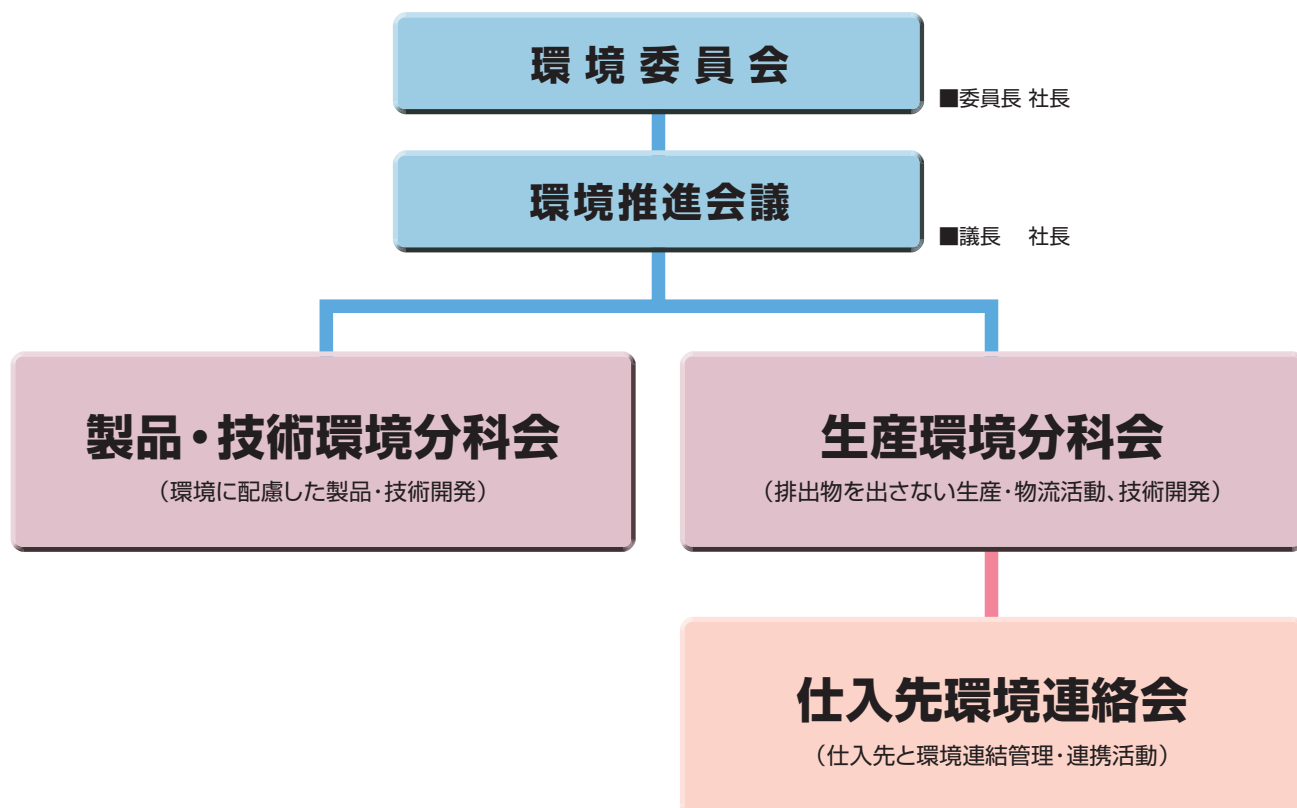 環境委員会
■委員長 社長
環境推進会議
■議長　社長
製品・技術環境分科会
（環境に配慮した製品・技術開発）
生産環境分科会
（排出物を出さない生産・物流活動、技術開発）
仕入先環境連絡会
（仕入先と環境連結管理・連携活動）